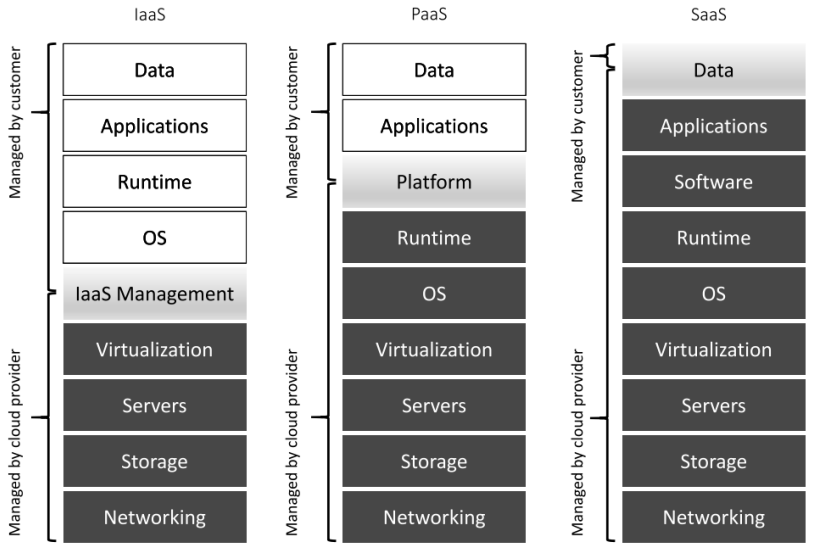 IaaS
PaaS
SaaS
Managed by customer
Data
Applications
Runtime
OS
IaaS Management
Managed by cloud provider
Virtualization
Servers
Storage
Networking
Managed by customer
Data
Applications
Platform
Managed by cloud provider
Runtime
OS
Virtualization
Servers
Storage
Networking
Managed by customer
Data
Managed by cloud provider
Applications
Software
Runtime
OS
Virtualization
Servers
Storage
Networking